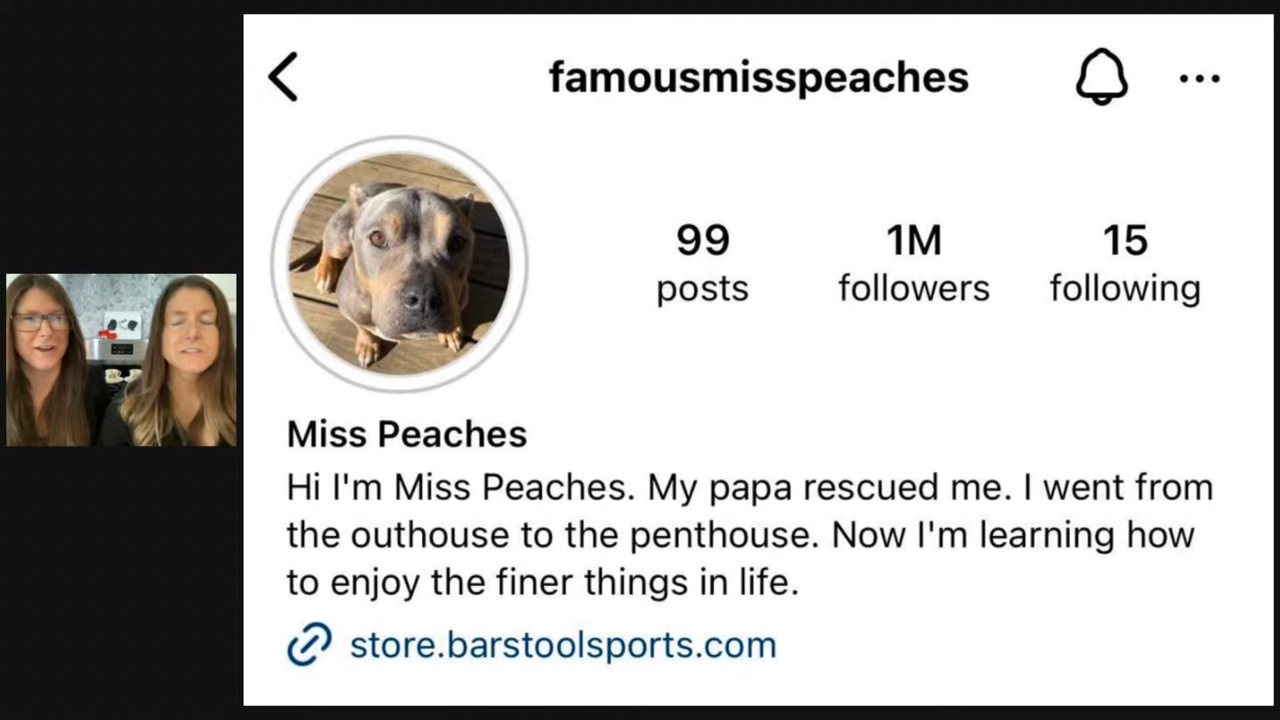 famousmisspeaches
99
posts
1M
followers
15
following
Miss Peaches
Hi I'm Miss Peaches. My papa rescued me. I went from
the outhouse to the penthouse. Now I'm learning how
to enjoy the finer things in life.
store.barstoolsports.com